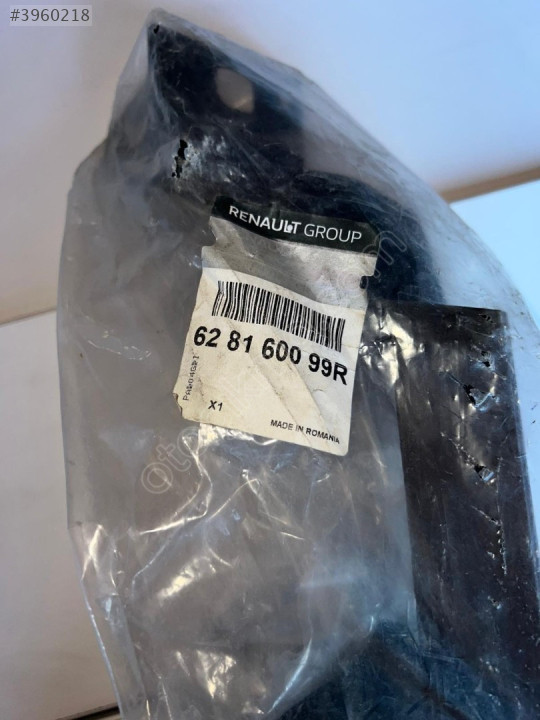 #3960218
RENAULT GROUP
62 81 600 99R
X1
MADE IN ROMANIA